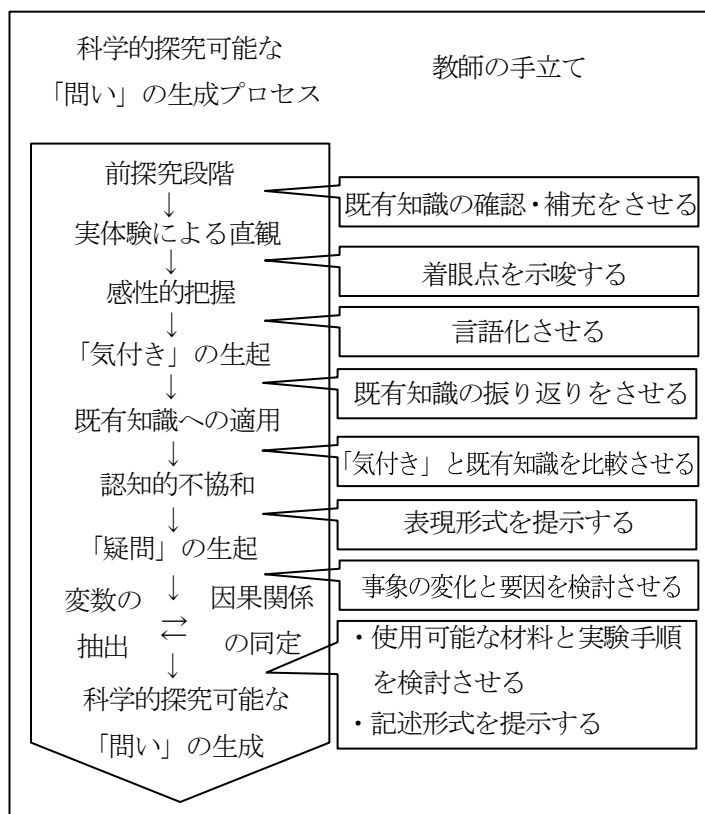 科学的探究可能な
「問い」の生成プロセス
教師の手立て
前探究段階
↓
既有知識の確認・補充をさせる
実体験による直観
↓
着眼点を示唆する
感性的把握
↓
言語化させる
「気付き」の生起
↓
既有知識の振り返りをさせる
既有知識への適用
↓
「気付き」と既有知識を比較させる
認知的不協和
↓
表現形式を提示する
「疑問」の生起
↓
事象の変化と要因を検討させる
変数の
抽出
⇄
因果関係
の同定
↓
・使用可能な材料と実験手順
を検討させる
・記述形式を提示する
科学的探究可能な
「問い」の生成